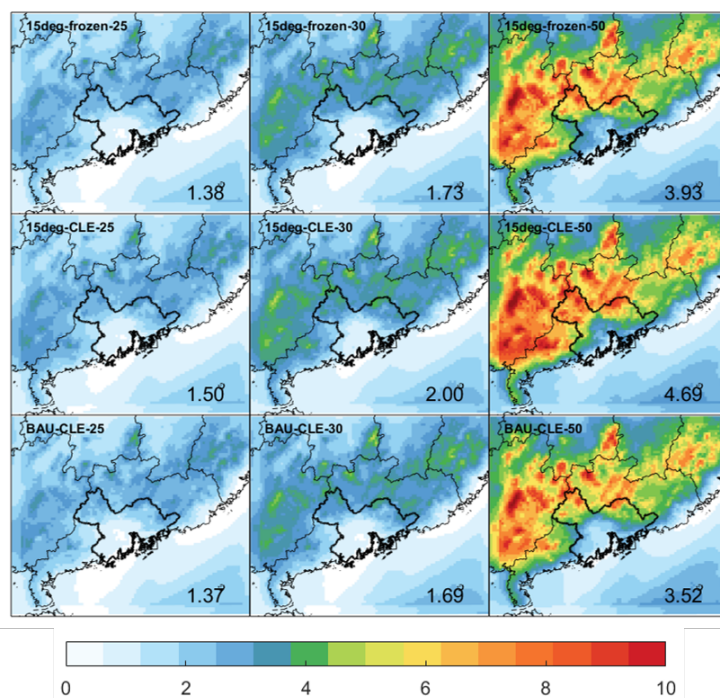 15deg-frozen-25
15deg-frozen-30
15deg-frozen-50
1.38
1.73
3.93
15deg-CLE-25
15deg-CLE-30
15deg-CLE-50
1.50
2.00
4.69
BAU-CLE-25
BAU-CLE-30
BAU-CLE-50
1.37
1.69
3.52
0 2 4 6 8 10